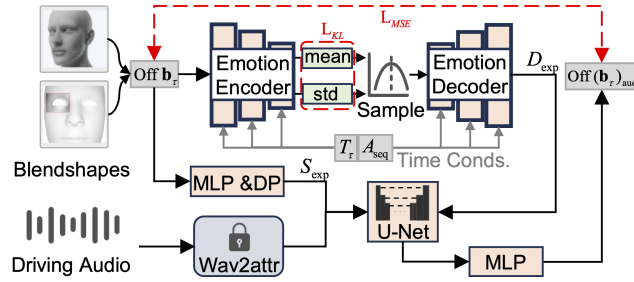 L_KL
L_MSE
Off b_τ
Emotion
Encoder
mean
std
Sample
Emotion
Decoder
D_exp
Off (b_τ)_aud
Blendshapes
T_τ A_seq
Time Conds.
MLP &DP
S_exp
U-Net
Driving Audio
Wav2attr
MLP